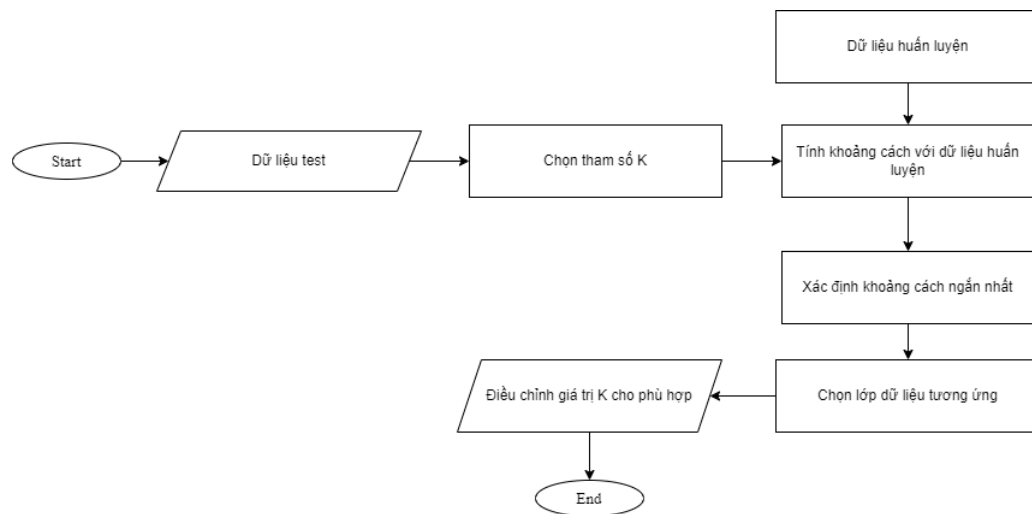 Dữ liệu huấn luyện
Start
Dữ liệu test
Chọn tham số K
Tính khoảng cách với dữ liệu huấn
luyện
Xác định khoảng cách ngắn nhất
Điều chỉnh giá trị K cho phù hợp
Chọn lớp dữ liệu tương ứng
End